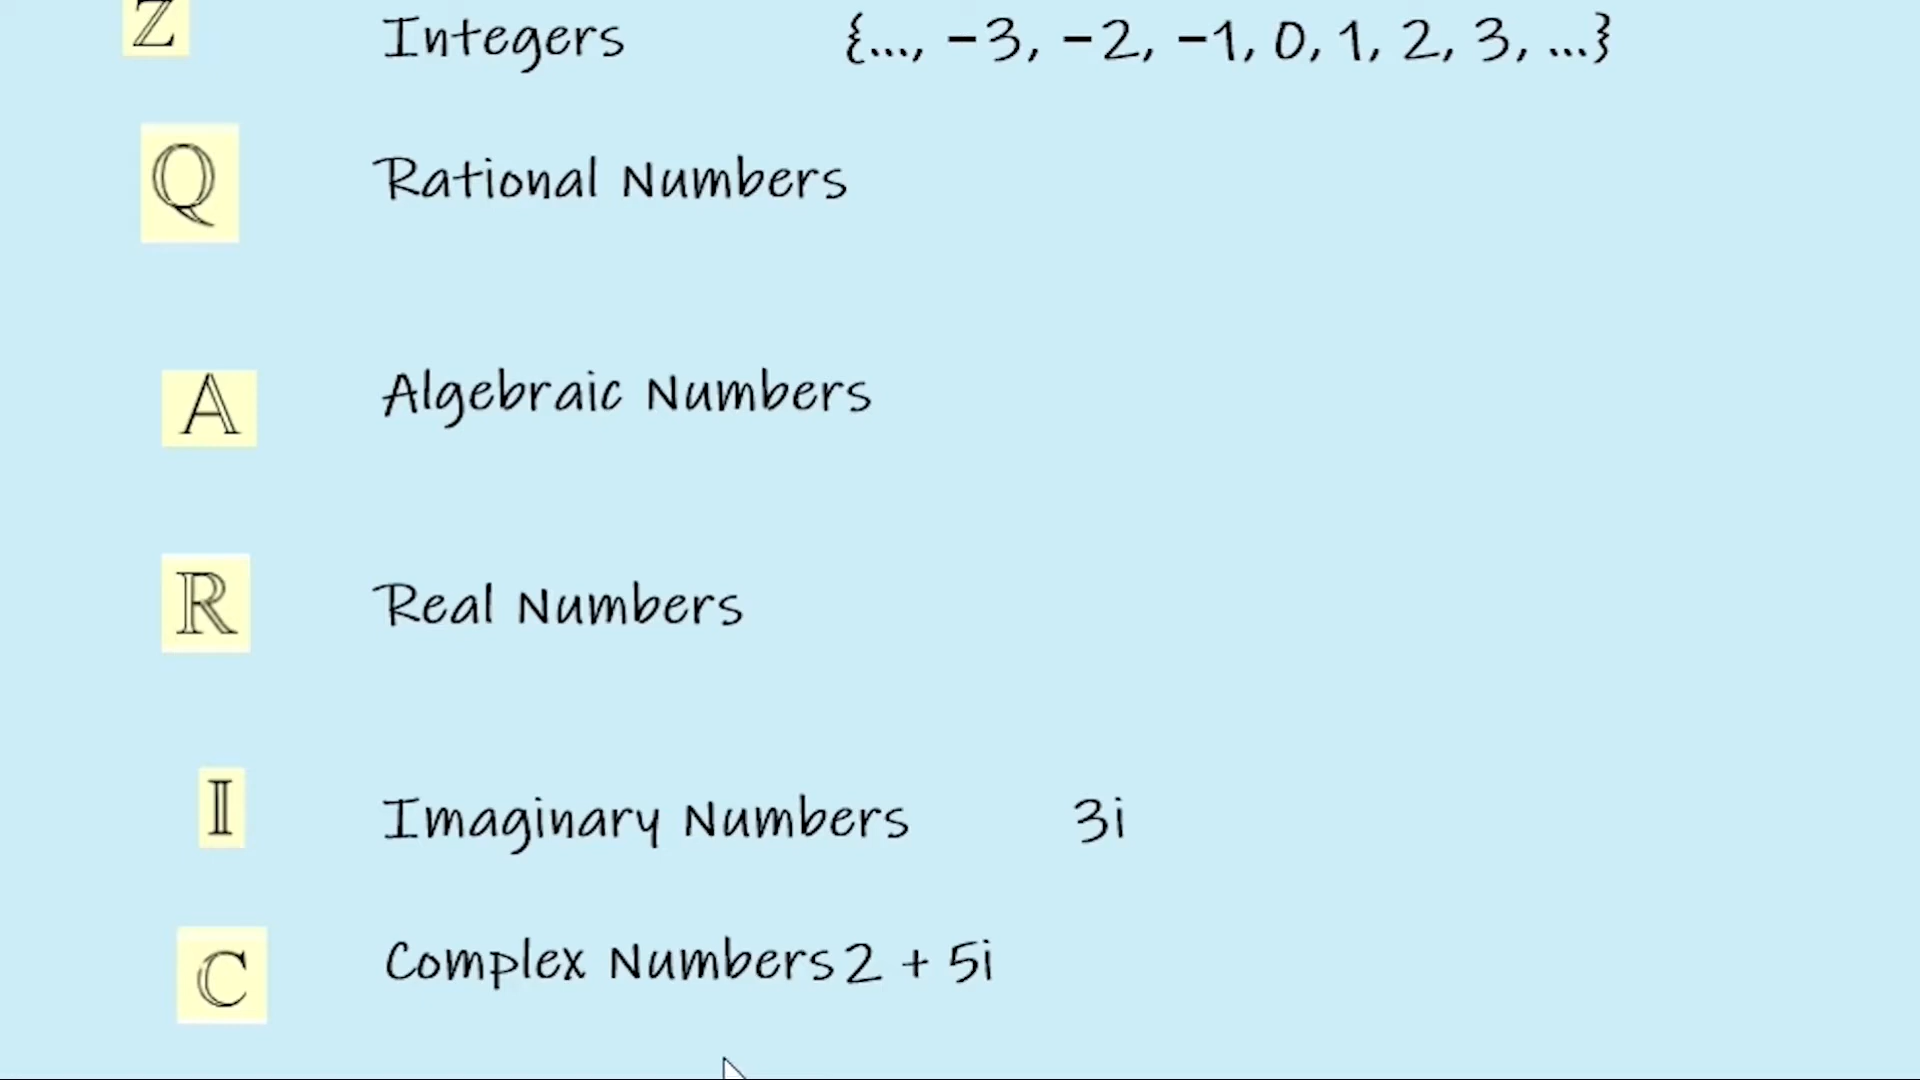 ℤ Integers {..., −3, −2, −1, 0, 1, 2, 3, ...}
ℚ Rational Numbers
𝔸 Algebraic Numbers
ℝ Real Numbers
𝕀 Imaginary Numbers 3i
ℂ Complex Numbers 2 + 5i